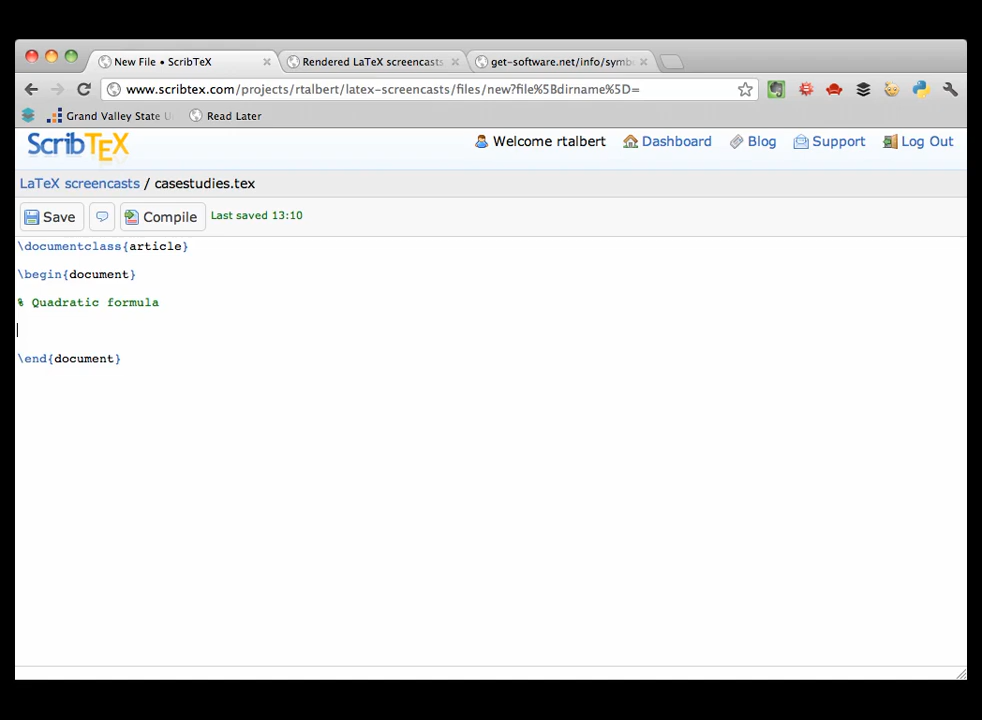 New File • ScribTeX
Rendered LaTeX screencasts
get-software.net/info/symb
www.scribtex.com/projects/rtalbert/latex-screencasts/files/new?file%5Bdirname%5D=
Grand Valley State U
Read Later
ScribTEX
Welcome rtalbert
Dashboard
Blog
Support
Log Out
LaTeX screencasts / casestudies.tex
Save
Compile
Last saved 13:10
\documentclass{article}
\begin{document}
% Quadratic formula
\end{document}